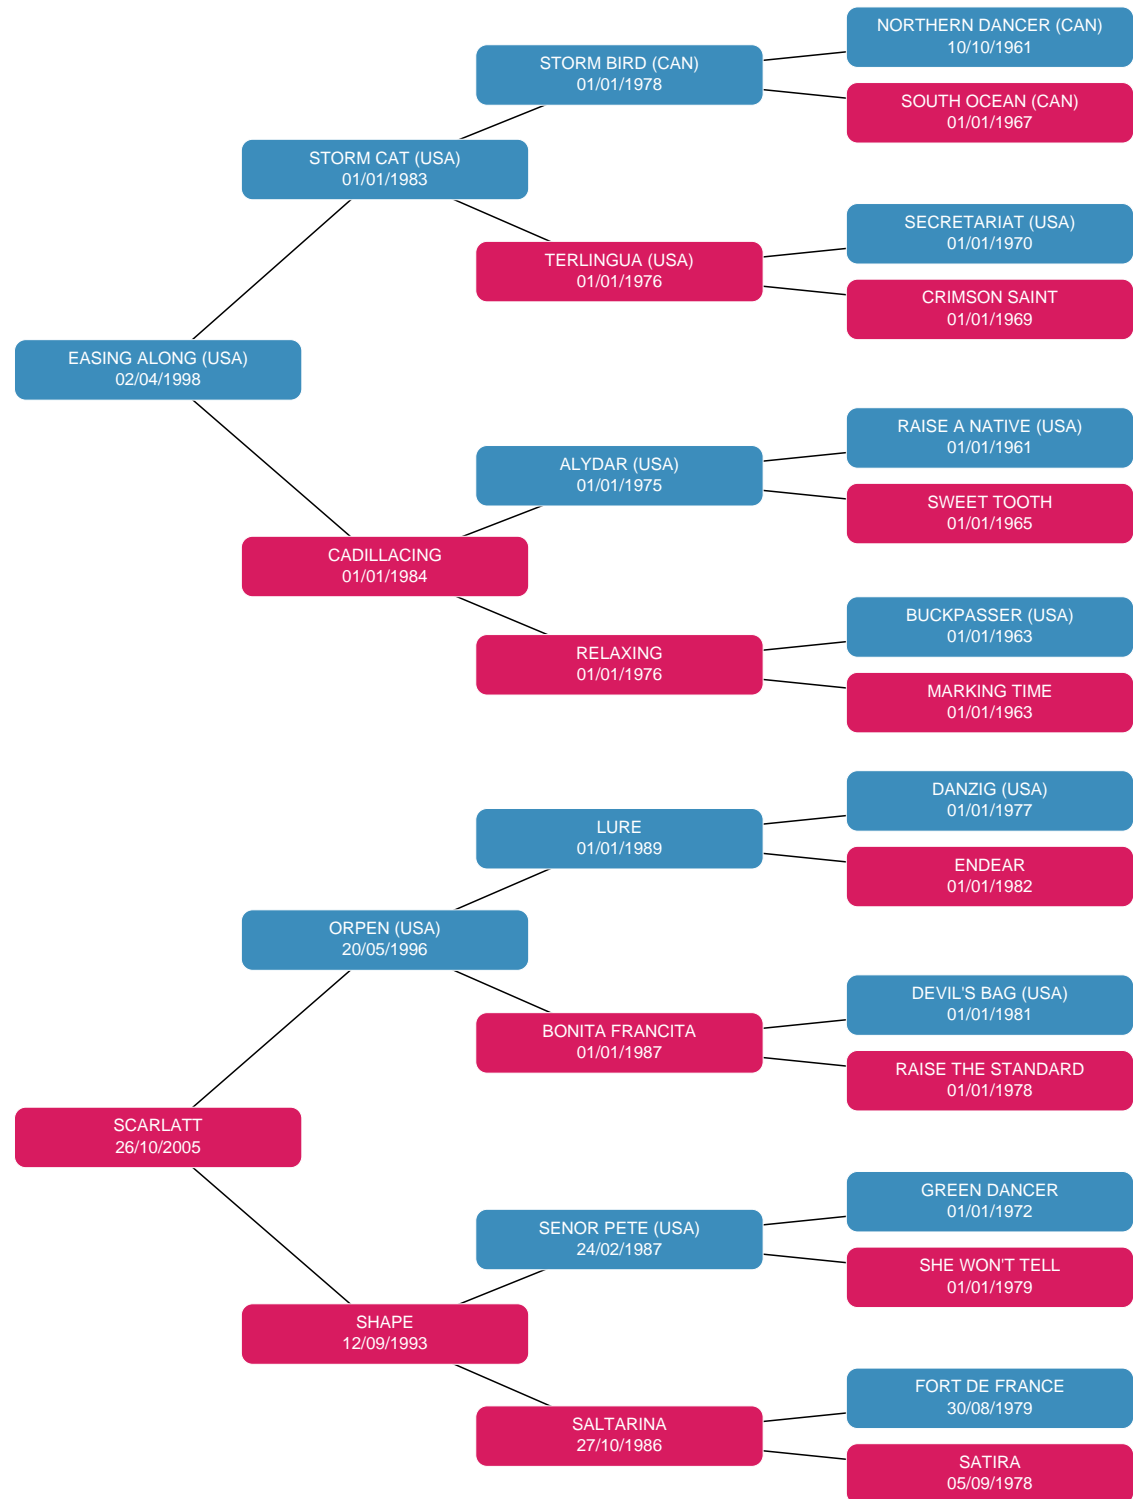 NORTHERN DANCER (CAN)
10/10/1961
STORM BIRD (CAN)
01/01/1978
SOUTH OCEAN (CAN)
01/01/1967
STORM CAT (USA)
01/01/1983
SECRETARIAT (USA)
01/01/1970
TERLINGUA (USA)
01/01/1976
CRIMSON SAINT
01/01/1969
EASING ALONG (USA)
02/04/1998
RAISE A NATIVE (USA)
01/01/1961
ALYDAR (USA)
01/01/1975
SWEET TOOTH
01/01/1965
CADILLACING
01/01/1984
BUCKPASSER (USA)
01/01/1963
RELAXING
01/01/1976
MARKING TIME
01/01/1963
DANZIG (USA)
01/01/1977
LURE
01/01/1989
ENDEAR
01/01/1982
ORPEN (USA)
20/05/1996
DEVIL'S BAG (USA)
01/01/1981
BONITA FRANCITA
01/01/1987
RAISE THE STANDARD
01/01/1978
SCARLATT
26/10/2005
GREEN DANCER
01/01/1972
SENOR PETE (USA)
24/02/1987
SHE WON'T TELL
01/01/1979
SHAPE
12/09/1993
FORT DE FRANCE
30/08/1979
SALTARINA
27/10/1986
SATIRA
05/09/1978